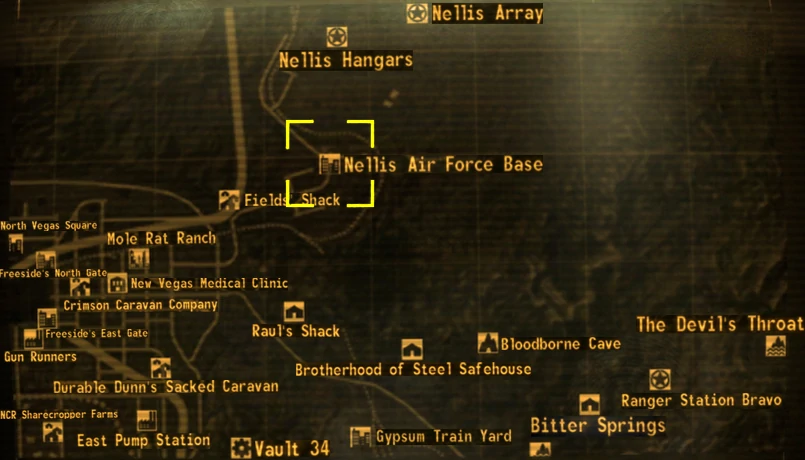 Nellis Array
Nellis Hangars
Nellis Air Force Base
Fields' Shack
North Vegas Square
Mole Rat Ranch
Freeside's North Gate
New Vegas Medical Clinic
Crimson Caravan Company
Raul's Shack
The Devil's Throat
Freeside's East Gate
Bloodborne Cave
Gun Runners
Brotherhood of Steel Safehouse
Durable Dunn's Sacked Caravan
Ranger Station Bravo
NCR Sharecropper Farms
Bitter Springs
East Pump Station
Gypsum Train Yard
Vault 34